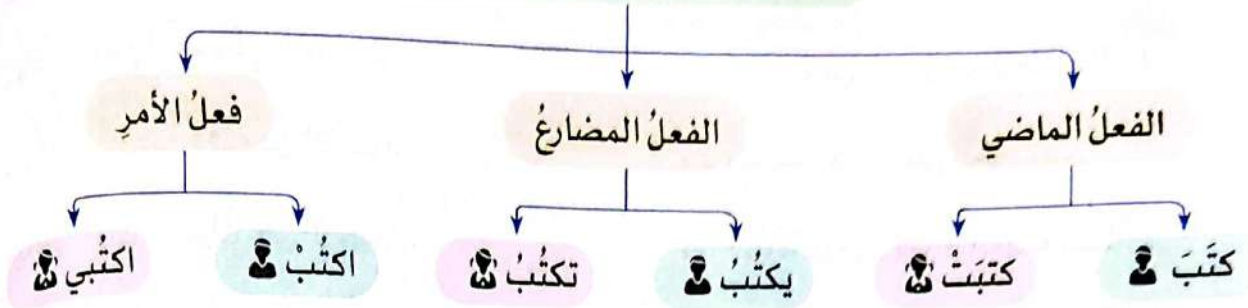 الفعلُ الماضي الفعلُ المضارعُ فعلُ الأمرِ
كتَبَ كتبَتْ يكتُبُ تكتُبُ اكتُبْ اكتُبي